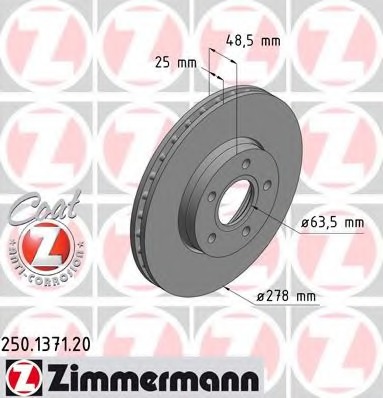 48,5 mm
25 mm
ø63,5 mm
Coat
Z
ANTI-CORROSION
ø278 mm
250.1371.20
Z Zimmermann